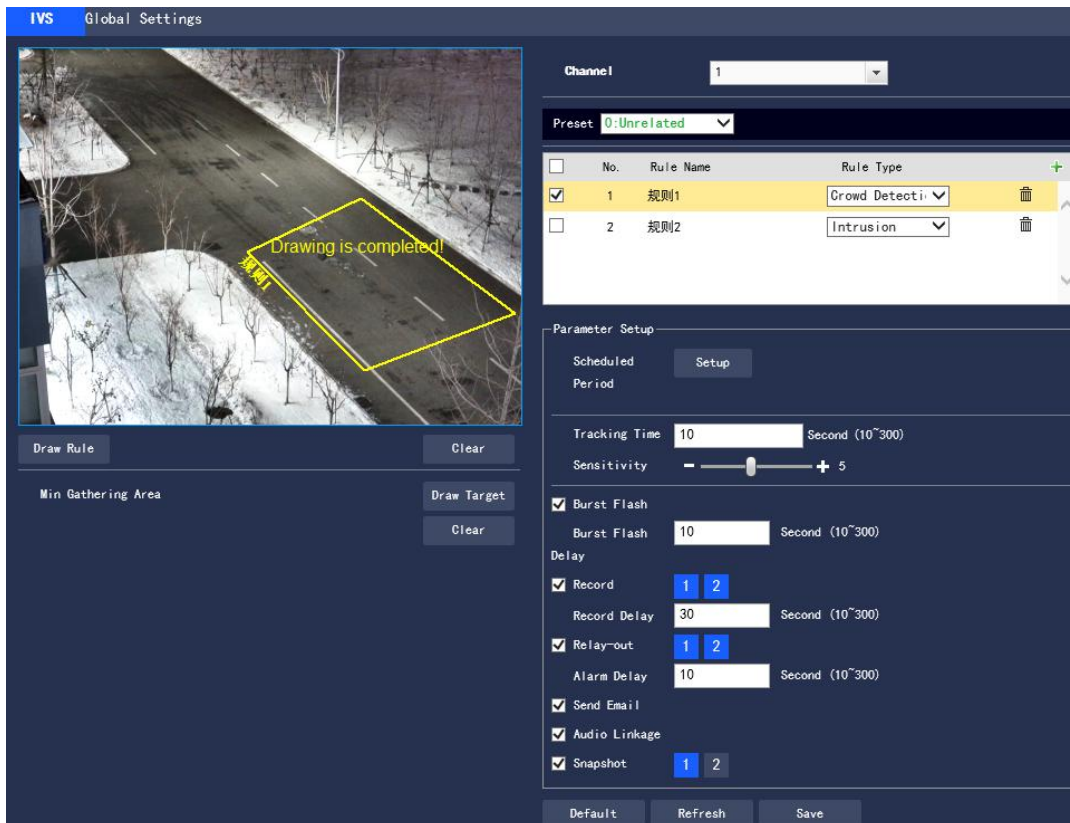 IVS Global Settings
Drawing is completed!
规则1
Draw Rule Clear
Min Gathering Area Draw Target
Clear
Channel 1
Preset 0:Unrelated
No. Rule Name Rule Type
1 规则1 Crowd Detecti
2 规则2 Intrusion
Parameter Setup
Scheduled Period Setup
Tracking Time 10 Second (10~300)
Sensitivity 5
Burst Flash
Burst Flash Delay 10 Second (10~300)
Record 1 2
Record Delay 30 Second (10~300)
Relay-out 1 2
Alarm Delay 10 Second (10~300)
Send Email
Audio Linkage
Snapshot 1 2
Default Refresh Save